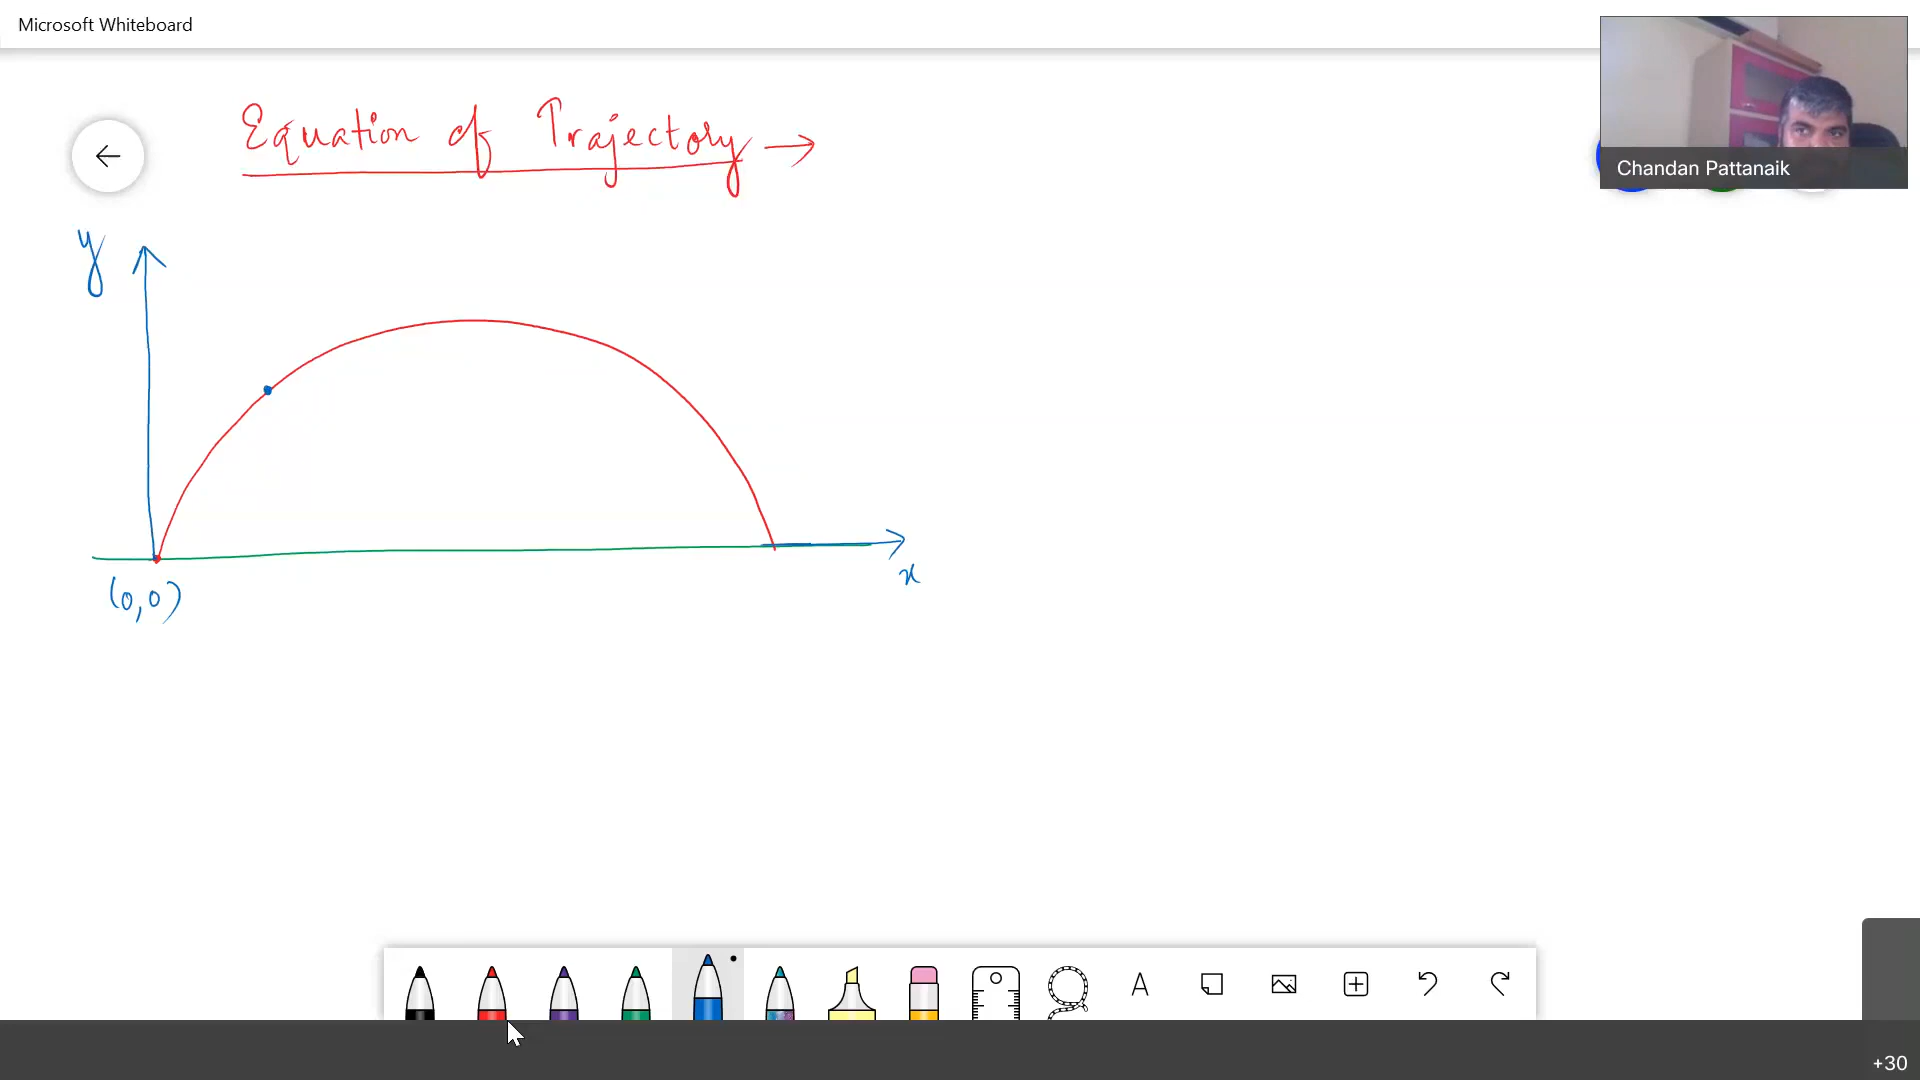 Microsoft Whiteboard
Chandan Pattanaik
Equation of Trajectory →
y
(0,0)
x
A
+30